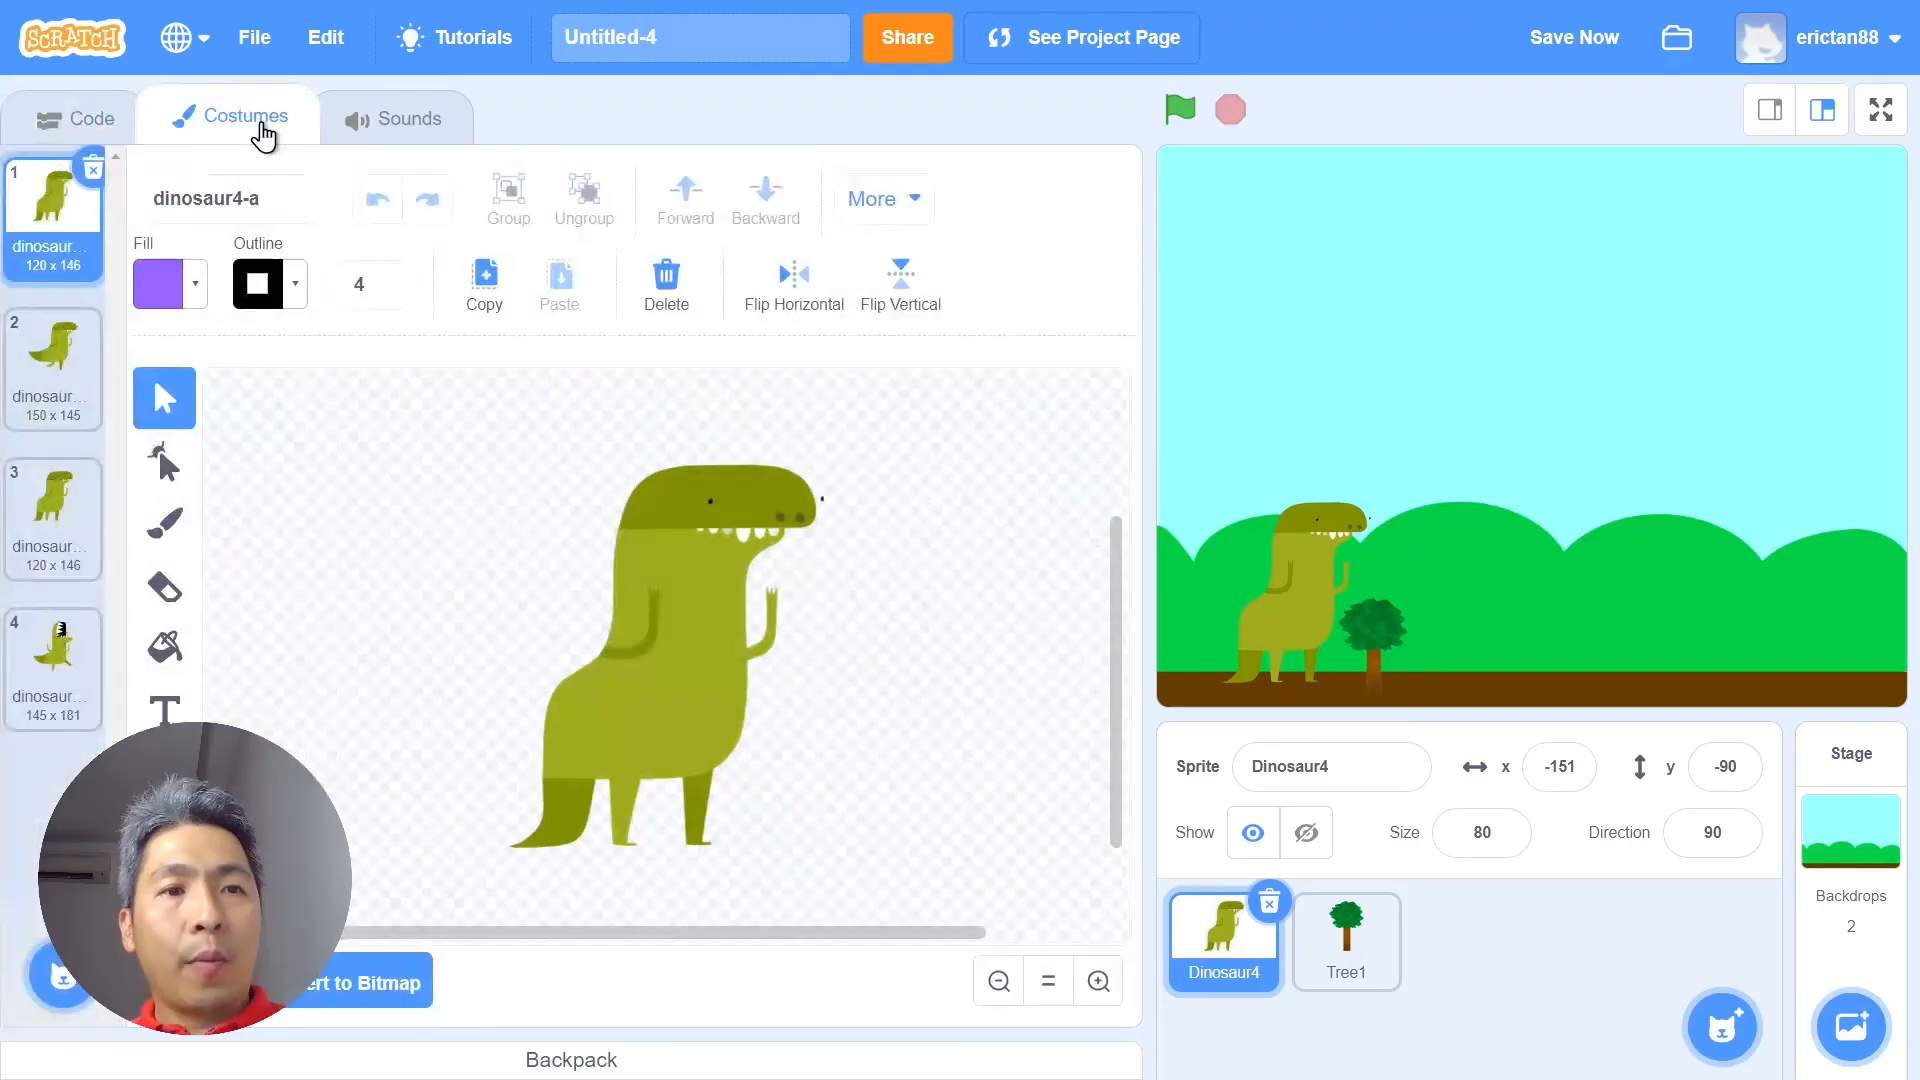 SCRATCH
File
Edit
Tutorials
Untitled-4
Share
See Project Page
Save Now
erictan88
Code
Costumes
Sounds
1
dinosaur...
120 x 146
2
dinosaur...
150 x 145
3
dinosaur...
120 x 146
4
dinosaur...
145 x 181
dinosaur4-a
Group
Ungroup
Forward
Backward
More
Fill
Outline
4
Copy
Paste
Delete
Flip Horizontal
Flip Vertical
T
ert to Bitmap
Backpack
Sprite
Dinosaur4
x
-151
y
-90
Show
Size
80
Direction
90
Dinosaur4
Tree1
Stage
Backdrops
2